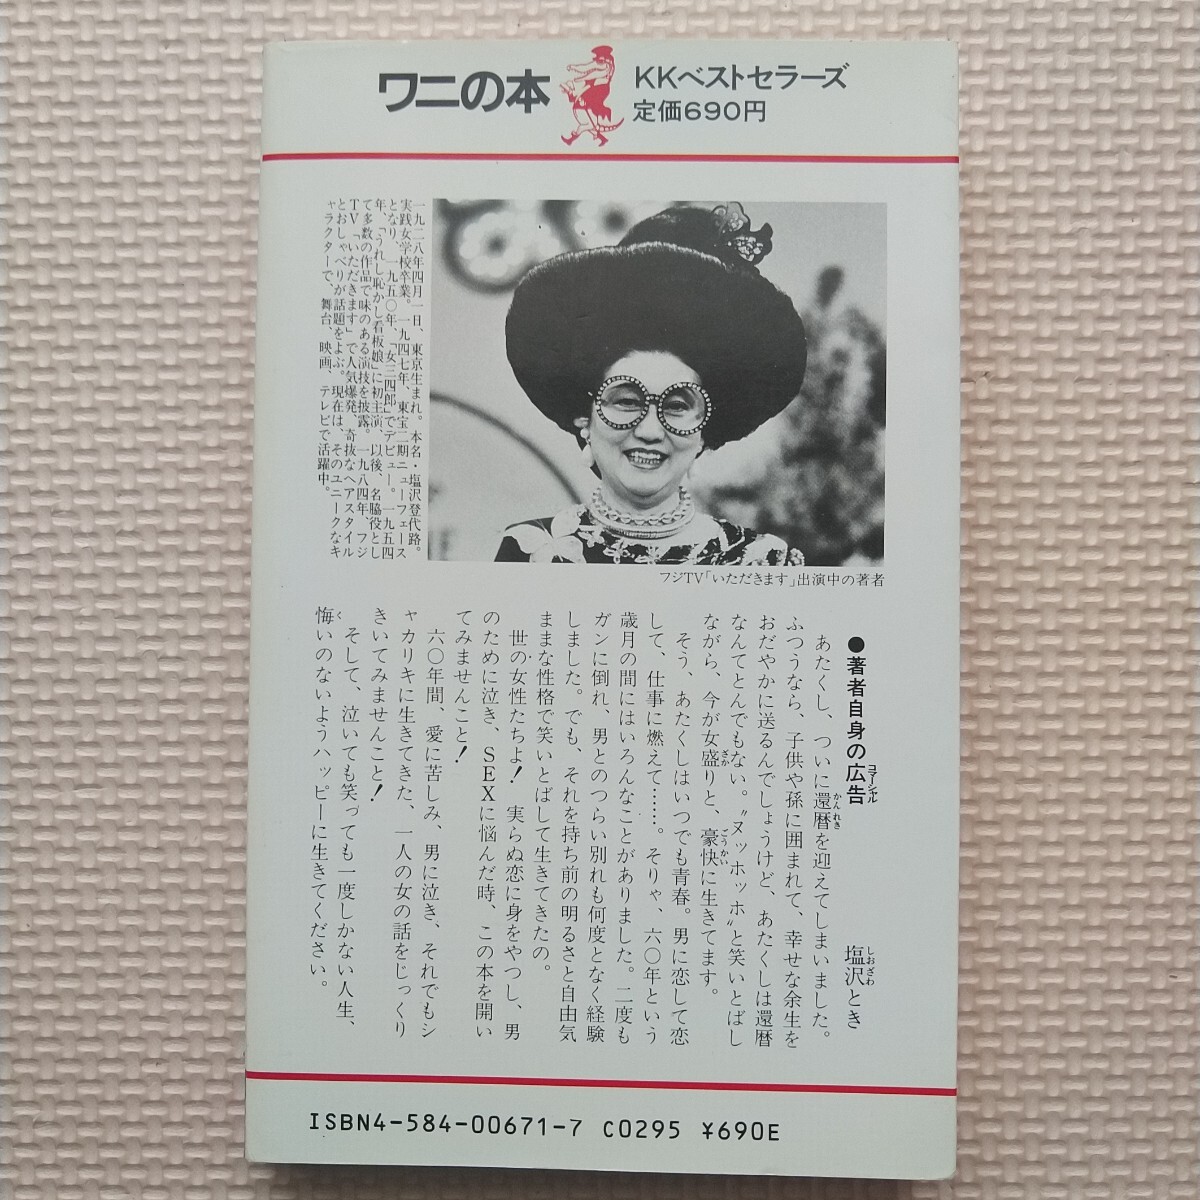 ワニの本
KKベストセラーズ
定価690円
一九二八年四月一日、東京生まれ。本名・塩沢登代路。
実践女学校卒業。一九四七年、東宝二期ニューフェース
となり、一九五〇年、「女三四郎」でデビュー。一九五四
年、「うれし恥かし看板娘」に初主演、以後、名脇役とし
て多数の作品で味のある演技を披露。一九八四年、フジ
TV「いただきます」で人気爆発、奇抜なヘアスタイル
とおしゃべりが話題をよぶ。現在は、そのユニークなキ
ャラクターで、舞台、映画、テレビで活躍中。
フジTV「いただきます」出演中の著者
●著者自身の広告 コマーシャル
塩沢とき しおざわ
あたくし、ついに還暦を迎えてしまいました。 かんれき
ふつうなら、子供や孫に囲まれて、幸せな余生を
おだやかに送るんでしょうけど、あたくしは還暦
なんてとんでもない。〝ヌッホッホ〟と笑いとばし
ながら、今が女盛りと、豪快に生きてます。 ざか ごうかい
そう、あたくしはいつでも青春。男に恋して恋
して、仕事に燃えて……。そりゃ、六〇年という
歳月の間にはいろんなことがありました。二度も
ガンに倒れ、男とのつらい別れも何度となく経験
しました。でも、それを持ち前の明るさと自由気
ままな性格で笑いとばして生きてきたの。
世の女性たちよ！ 実らぬ恋に身をやつし、男
のために泣き、SEXに悩んだ時、この本を開い
てみませんこと！
六〇年間、愛に苦しみ、男に泣き、それでもシ
ャカリキに生きてきた、一人の女の話をじっくり
きいてみませんこと！
そして、泣いても笑っても一度しかない人生、
悔いのないようハッピーに生きてください。 く
ISBN4-584-00671-7 C0295 ¥690E